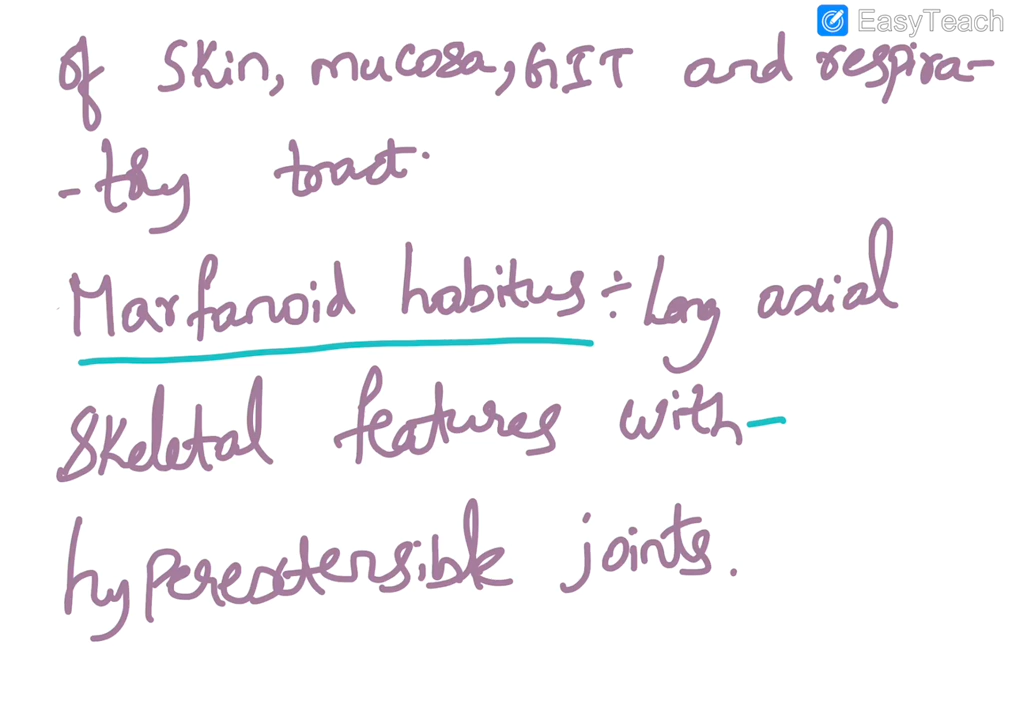 EasyTeach
of skin, mucosa, GIT and respira-
-tory tract.
Marfanoid habitus ÷ Long axial
skeletal features with -
hyperextensible joints.